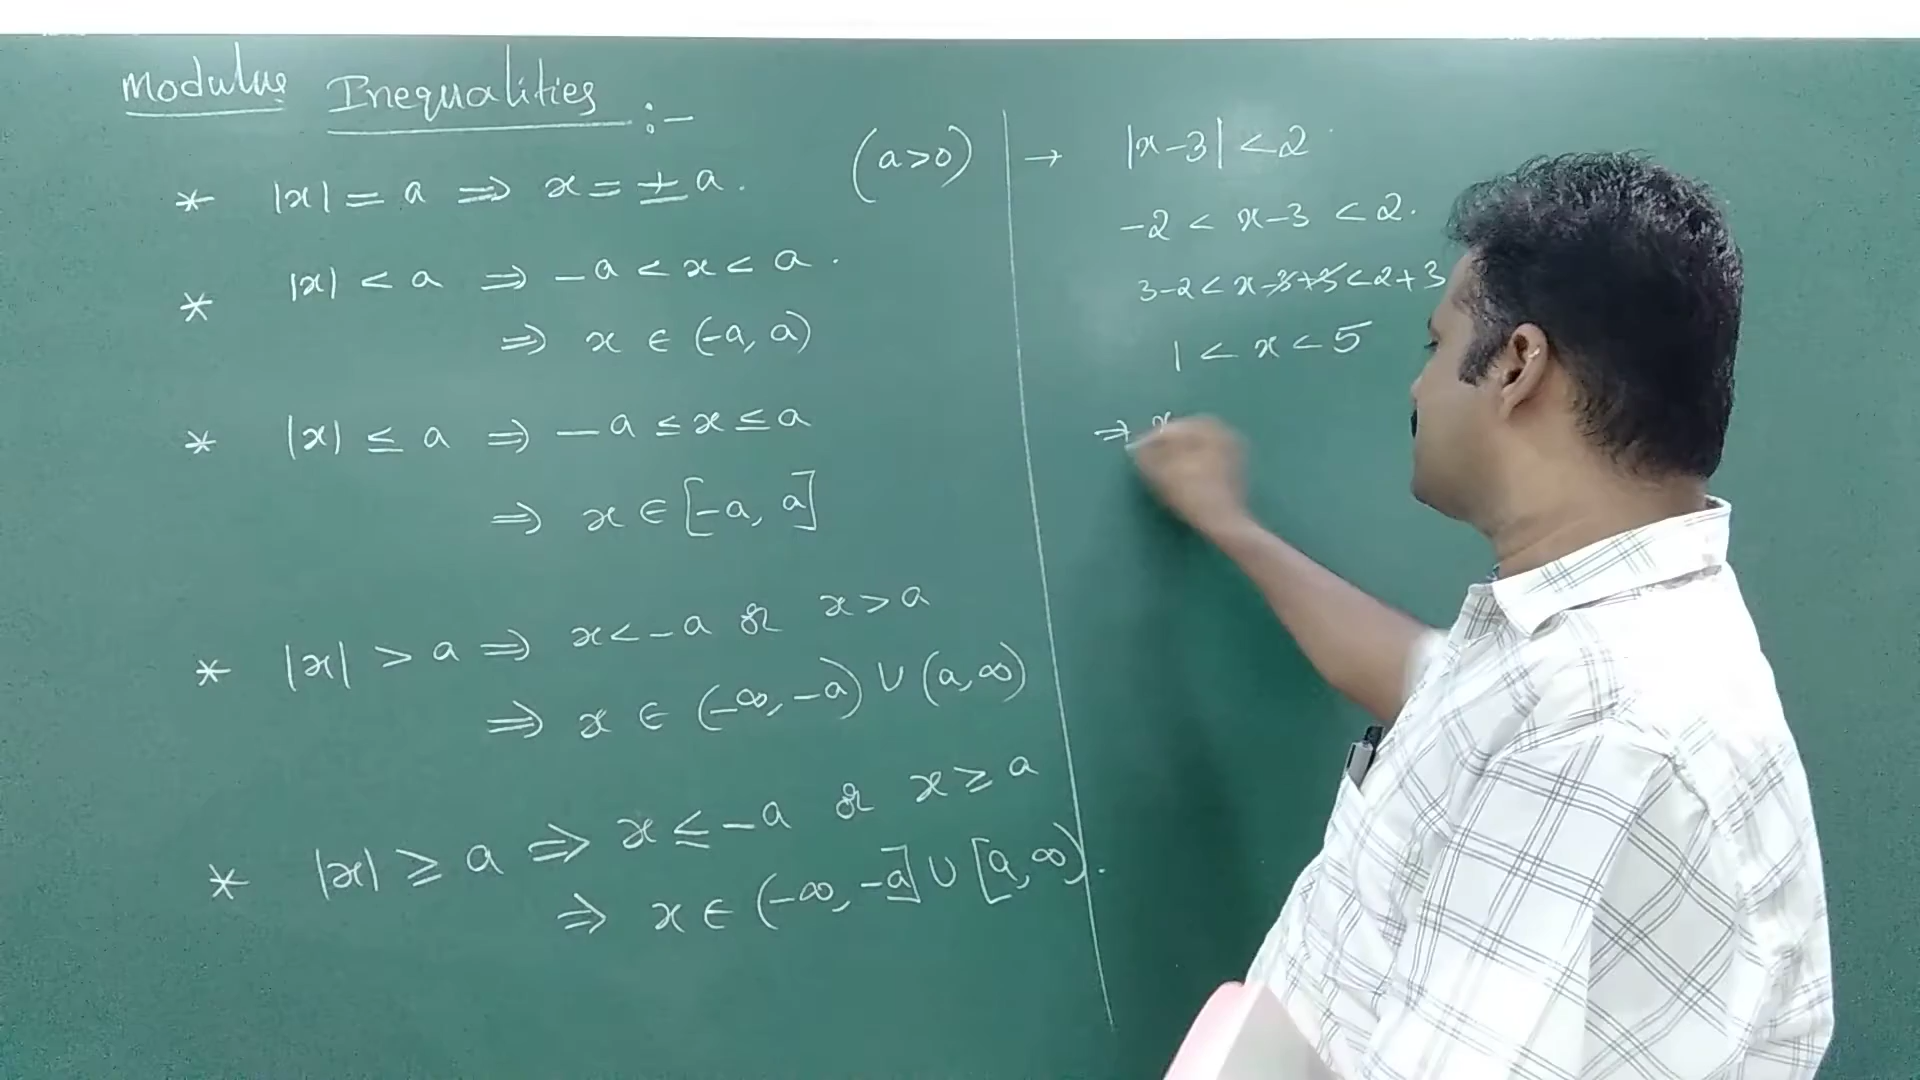 Modulus Inequalities :-
* |x| = a ⇒ x = ± a . (a>0)
* |x| < a ⇒ -a < x < a .
⇒ x ∈ (-a, a)
* |x| ≤ a ⇒ -a ≤ x ≤ a
⇒ x ∈ [-a, a]
* |x| > a ⇒ x < -a or x > a
⇒ x ∈ (-∞, -a) ∪ (a, ∞)
* |x| ≥ a ⇒ x ≤ -a or x ≥ a
⇒ x ∈ (-∞, -a] ∪ [a, ∞) .
→ |x-3| < 2 .
-2 < x-3 < 2 .
3-2 < x-3+3 < 2+3
1 < x < 5
⇒ x